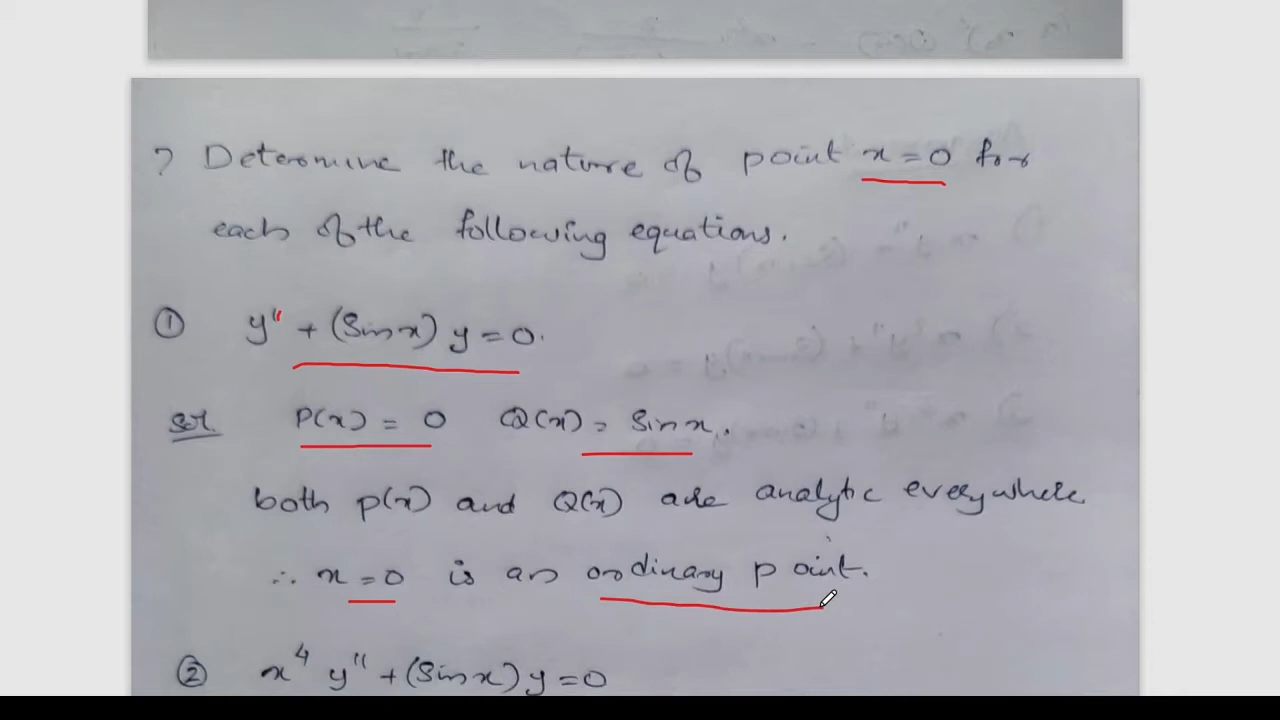 ? Determine the nature of point x = 0 for
each of the following equations.
① y'' + (Sin x) y = 0.
Sol. P(x) = 0 Q(x) = Sin x.
both p(x) and Q(x) are analytic everywhere
∴ x = 0 is an ordinary point.
② x⁴ y'' + (Sin x) y = 0